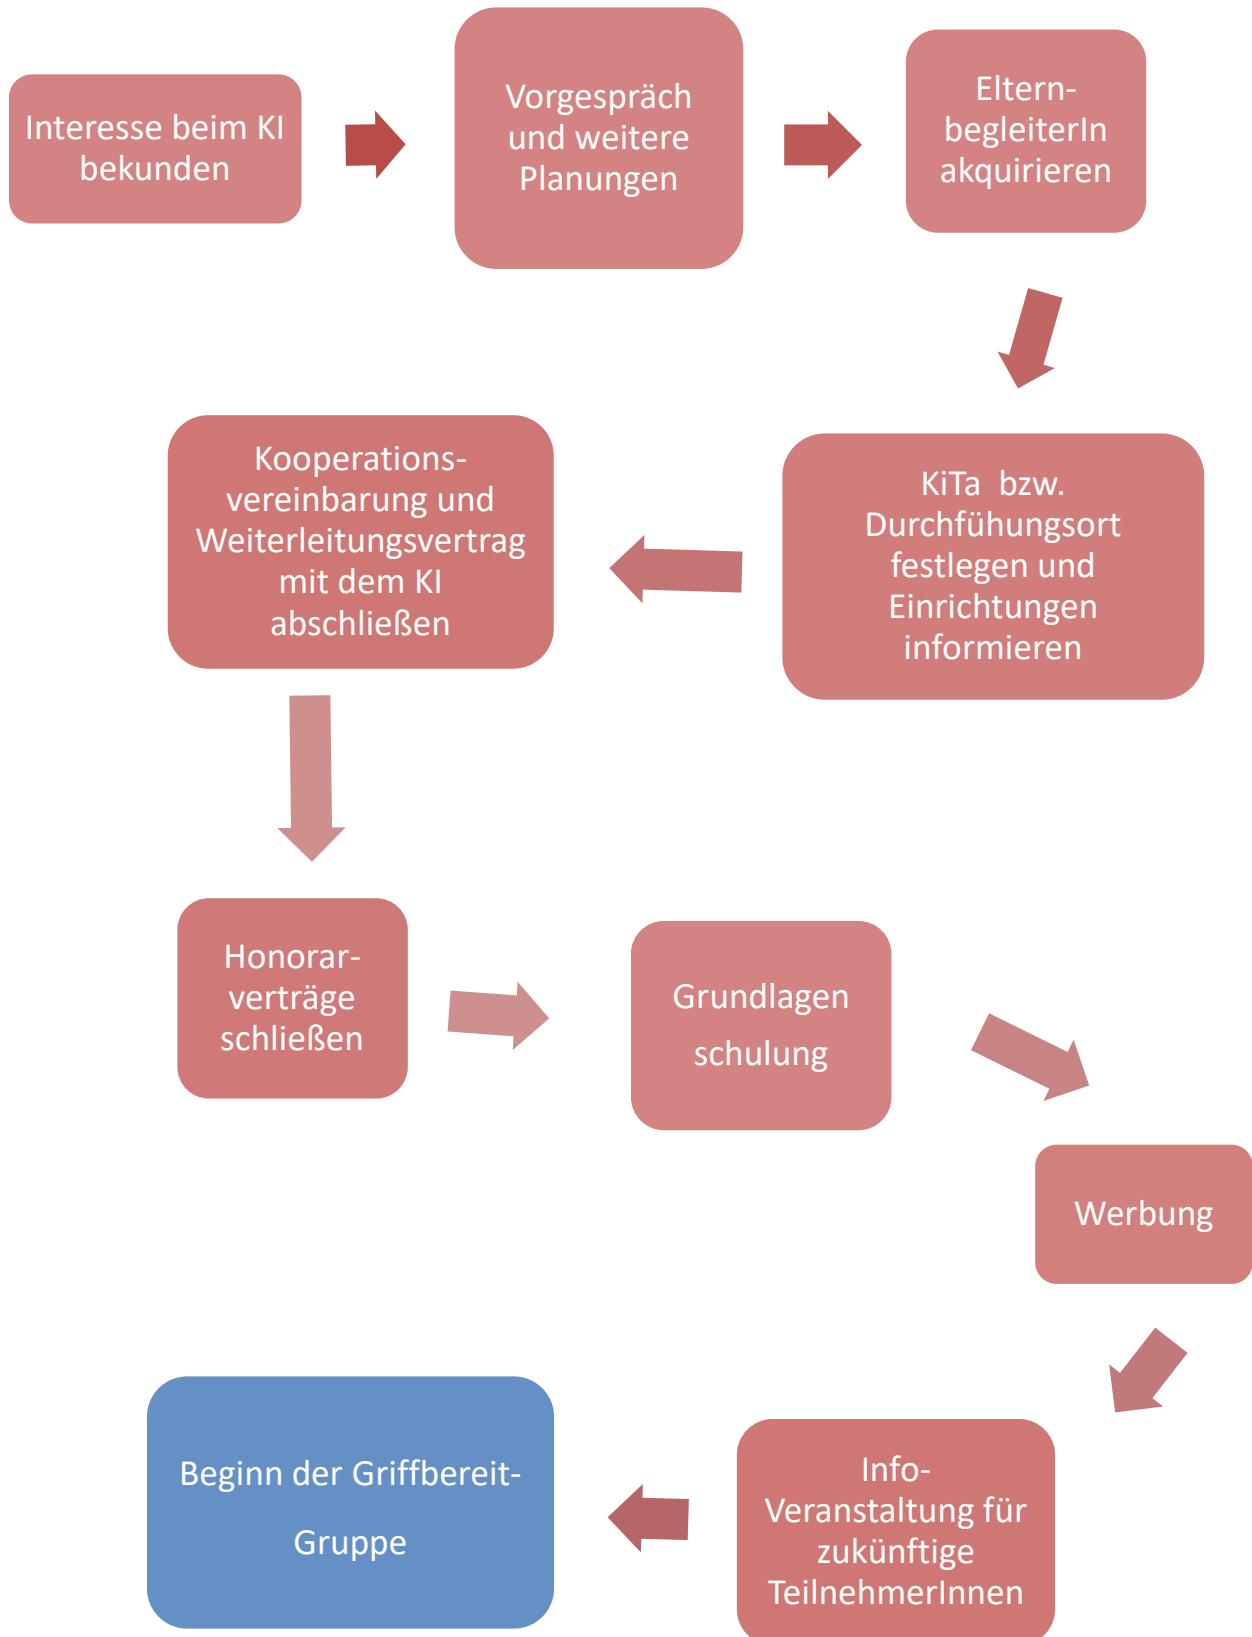 Interesse beim KI
bekunden
Vorgespräch
und weitere
Planungen
Eltern-
begleiterIn
akquirieren
KiTa  bzw.
Durchfühungsort
festlegen und
Einrichtungen
informieren
Kooperations-
vereinbarung und
Weiterleitungsvertrag
mit dem KI
abschließen
Honorar-
verträge
schließen
Grundlagen
schulung
Werbung
Info-
Veranstaltung für
zukünftige
TeilnehmerInnen
Beginn der Griffbereit-
Gruppe